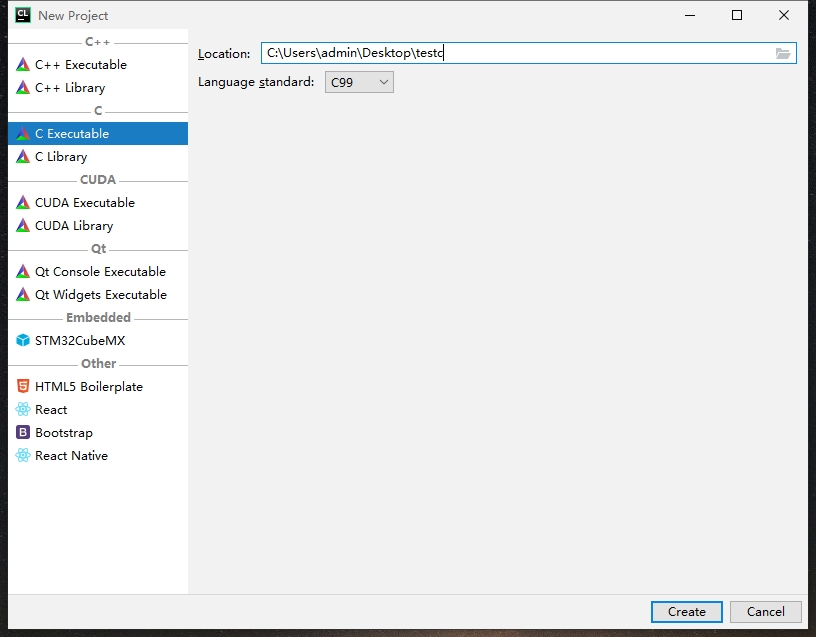 CL New Project
C++
C++ Executable
C++ Library
C
C Executable
C Library
CUDA
CUDA Executable
CUDA Library
Qt
Qt Console Executable
Qt Widgets Executable
Embedded
STM32CubeMX
Other
HTML5 Boilerplate
React
B Bootstrap
React Native
Location: C:\Users\admin\Desktop\testc
Language standard: C99
Create Cancel